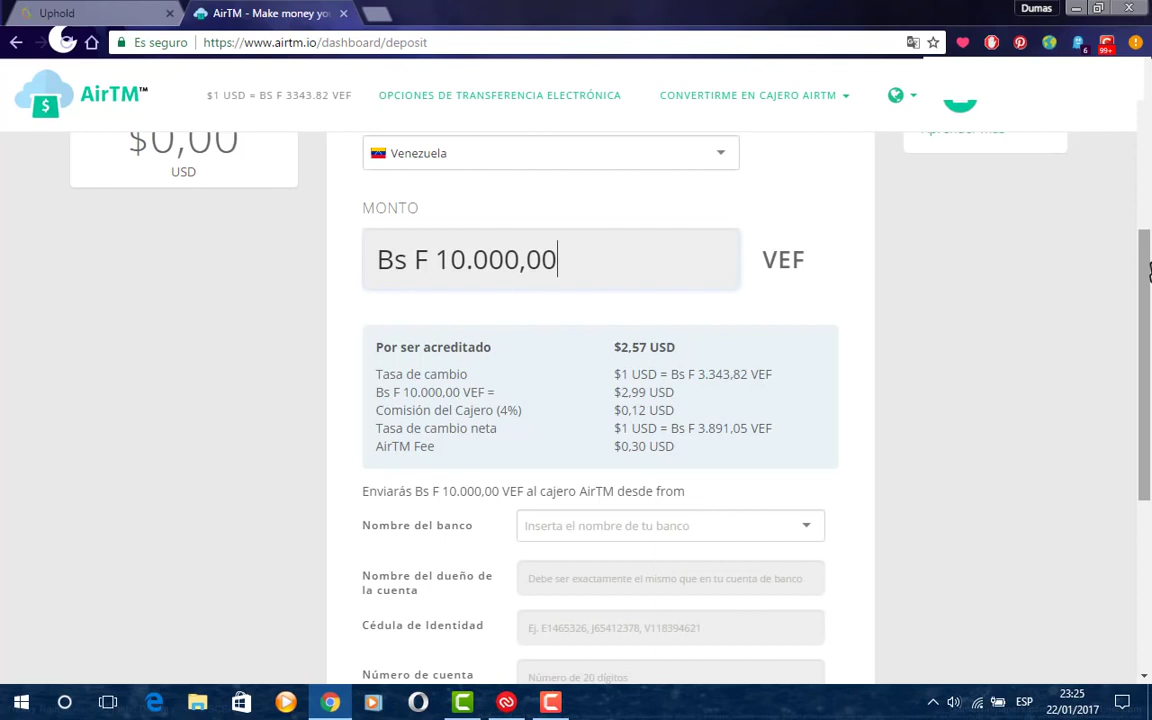 Uphold
AirTM - Make money you
Dumas
Es seguro
https://www.airtm.io/dashboard/deposit
6
99+
$
AirTM™
$1 USD = BS F 3343.82 VEF
OPCIONES DE TRANSFERENCIA ELECTRÓNICA
CONVERTIRME EN CAJERO AIRTM
$0,00
USD
Venezuela
Aprender más
MONTO
Bs F 10.000,00
VEF
Por ser acreditado $2,57 USD
Tasa de cambio $1 USD = Bs F 3.343,82 VEF
Bs F 10.000,00 VEF = $2,99 USD
Comisión del Cajero (4%) $0,12 USD
Tasa de cambio neta $1 USD = Bs F 3.891,05 VEF
AirTM Fee $0,30 USD
Enviarás Bs F 10.000,00 VEF al cajero AirTM desde from
Nombre del banco
Inserta el nombre de tu banco
Nombre del dueño de
la cuenta
Debe ser exactamente el mismo que en tu cuenta de banco
Cédula de Identidad
Ej. E1465326, J65412378, V118394621
Número de cuenta
Número de 20 dígitos
ESP
23:25
22/01/2017